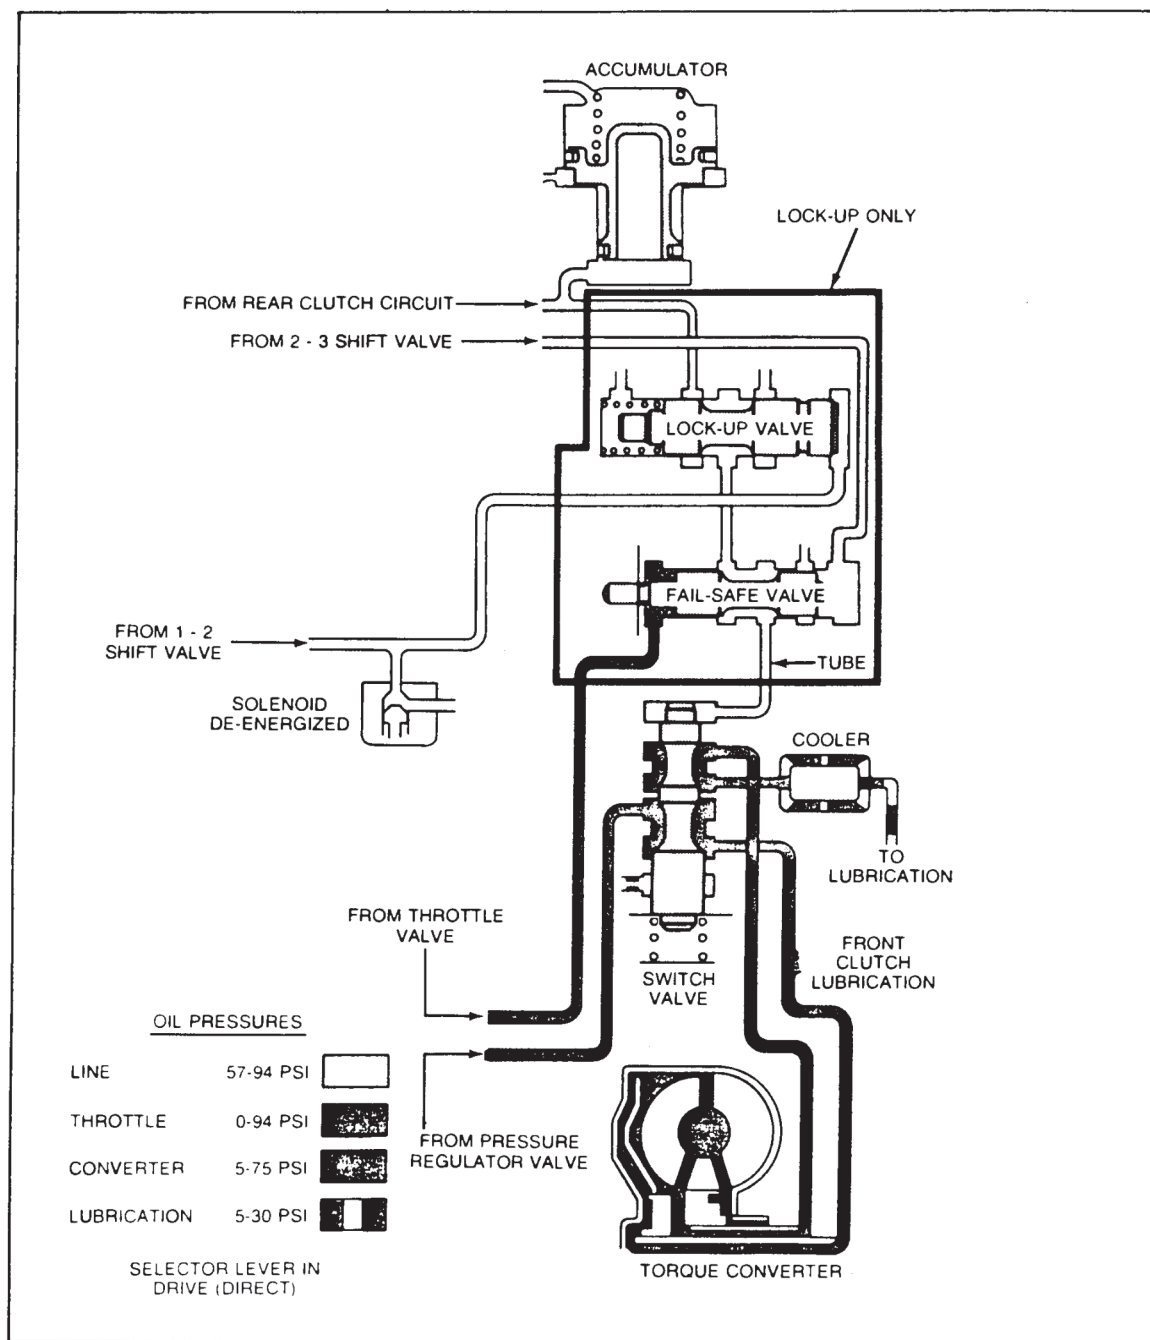 ACCUMULATOR
LOCK-UP ONLY
FROM REAR CLUTCH CIRCUIT
FROM 2 - 3 SHIFT VALVE
LOCK-UP VALVE
FAIL-SAFE VALVE
FROM 1 - 2
SHIFT VALVE
TUBE
SOLENOID
DE-ENERGIZED
COOLER
TO
LUBRICATION
FROM THROTTLE
VALVE
FRONT
CLUTCH
LUBRICATION
SWITCH
VALVE
OIL PRESSURES
LINE 57-94 PSI
THROTTLE 0-94 PSI
CONVERTER 5-75 PSI
LUBRICATION 5-30 PSI
FROM PRESSURE
REGULATOR VALVE
SELECTOR LEVER IN
DRIVE (DIRECT)
TORQUE CONVERTER